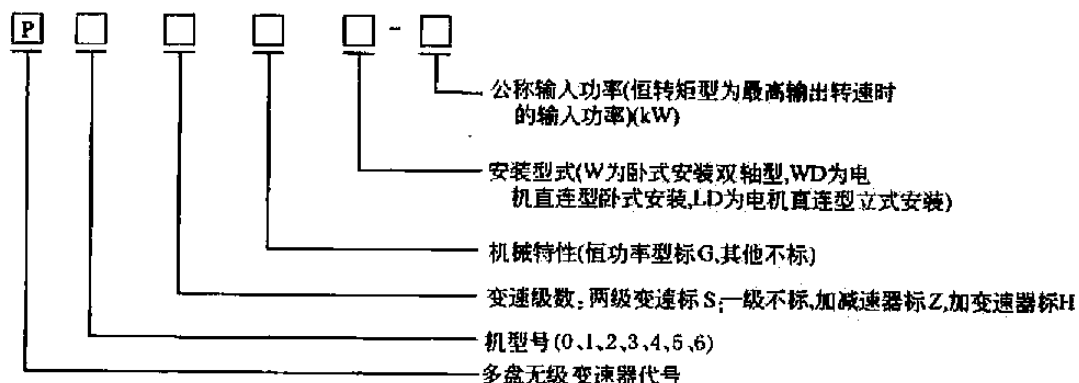 P □ □ □ □ - □
公称输入功率(恒转矩型为最高输出转速时
的输入功率)(kW)
安装型式(W为卧式安装双轴型,WD为电
机直连型卧式安装,LD为电机直连型立式安装)
机械特性(恒功率型标G,其他不标)
变速级数:两级变速标S;一级不标,加减速器标Z,加变速器标H
机型号(0、1、2、3、4、5、6)
多盘无级变速器代号